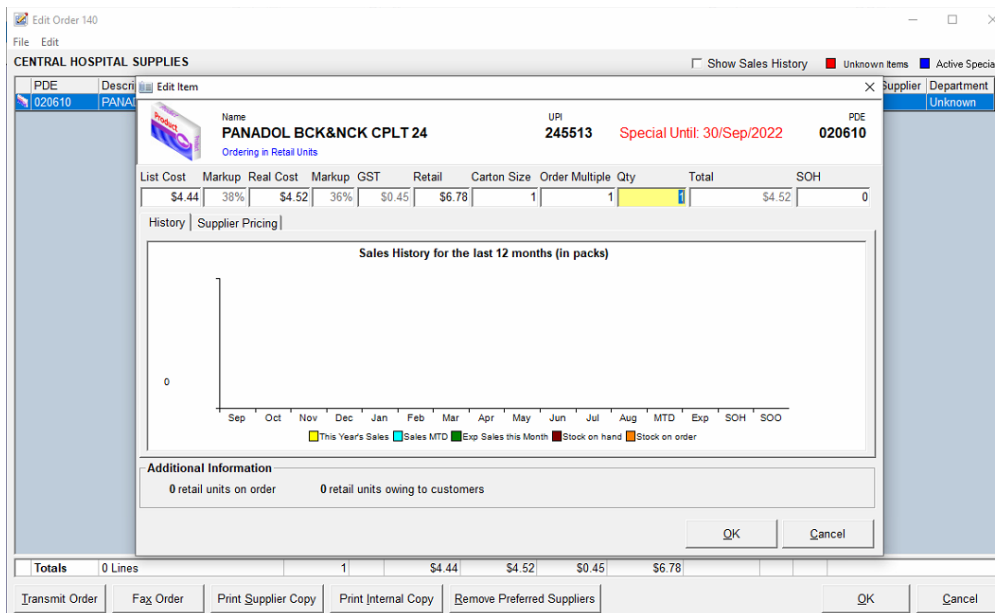 Edit Order 140
File Edit
CENTRAL HOSPITAL SUPPLIES
Show Sales History Unknown Items Active Specia
PDE Descri Supplier Department
020610 PANAD Unknown
Edit Item
Product
Name UPI PDE
PANADOL BCK&NCK CPLT 24 245513 Special Until: 30/Sep/2022 020610
Ordering in Retail Units
List Cost Markup Real Cost Markup GST Retail Carton Size Order Multiple Qty Total SOH
$4.44 38% $4.52 36% $0.45 $6.78 1 1 1 $4.52 0
History Supplier Pricing
Sales History for the last 12 months (in packs)
0
Sep Oct Nov Dec Jan Feb Mar Apr May Jun Jul Aug MTD Exp SOH SOO
This Year's Sales Sales MTD Exp Sales this Month Stock on hand Stock on order
Additional Information
0 retail units on order 0 retail units owing to customers
OK Cancel
Totals 0 Lines 1 $4.44 $4.52 $0.45 $6.78
Transmit Order Fax Order Print Supplier Copy Print Internal Copy Remove Preferred Suppliers OK Cancel